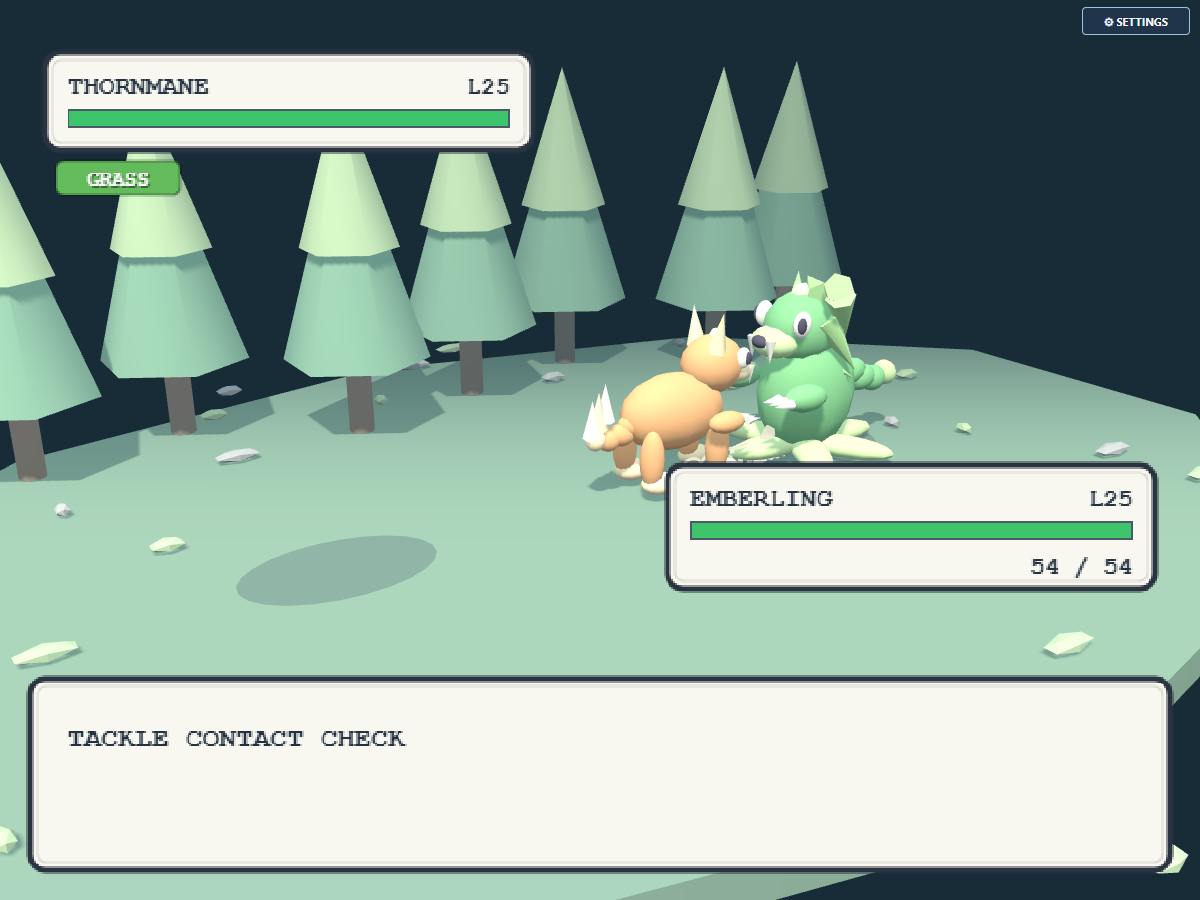 ⚙ SETTINGS
THORNMANE L25
GRASS
EMBERLING L25
54 / 54
TACKLE CONTACT CHECK